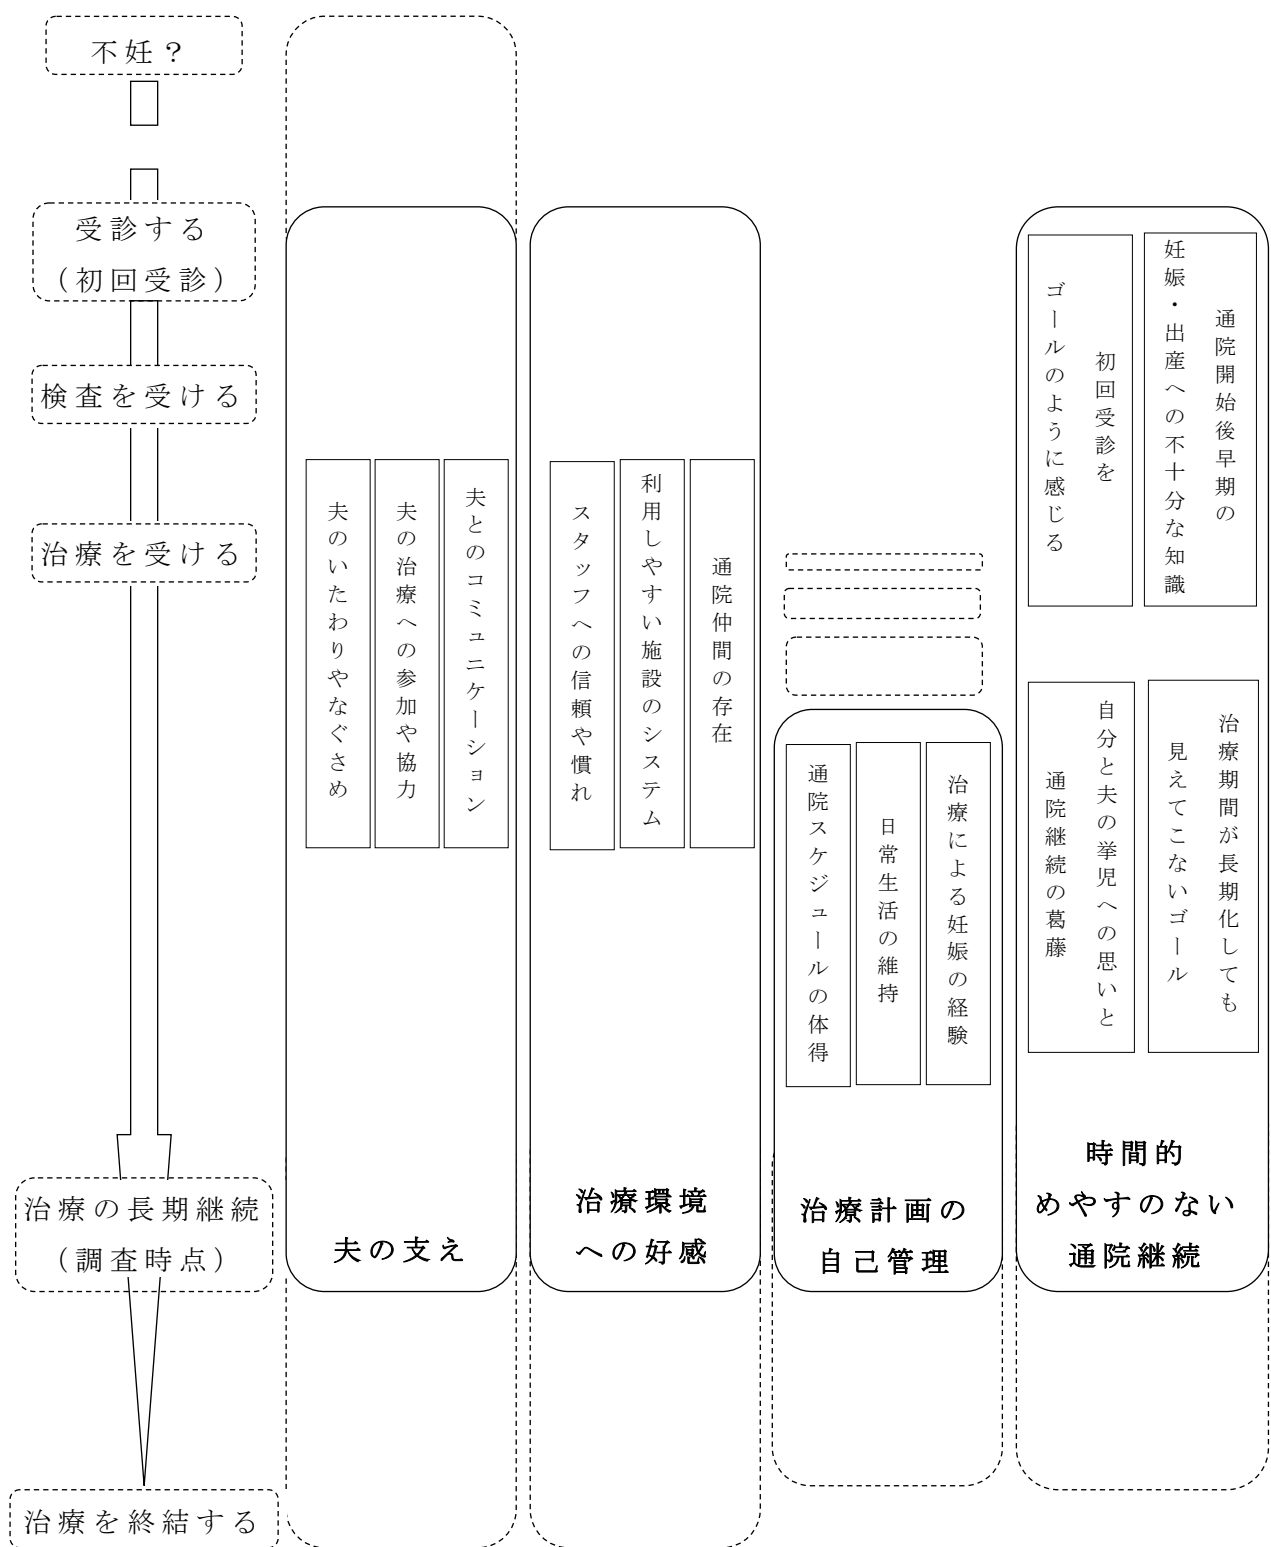 不妊？
受診する
（初回受診）
検査を受ける
治療を受ける
治療の長期継続
（調査時点）
治療を終結する
夫とのコミュニケーション
夫の治療への参加や協力
夫のいたわりやなぐさめ
夫の支え
通院仲間の存在
利用しやすい施設のシステム
スタッフへの信頼や慣れ
治療環境
への好感
治療による妊娠の経験
日常生活の維持
通院スケジュールの体得
治療計画の
自己管理
通院開始後早期の
妊娠・出産への不十分な知識
初回受診を
ゴールのように感じる
治療期間が長期化しても
見えてこないゴール
自分と夫の挙児への思いと
通院継続の葛藤
時間的
めやすのない
通院継続